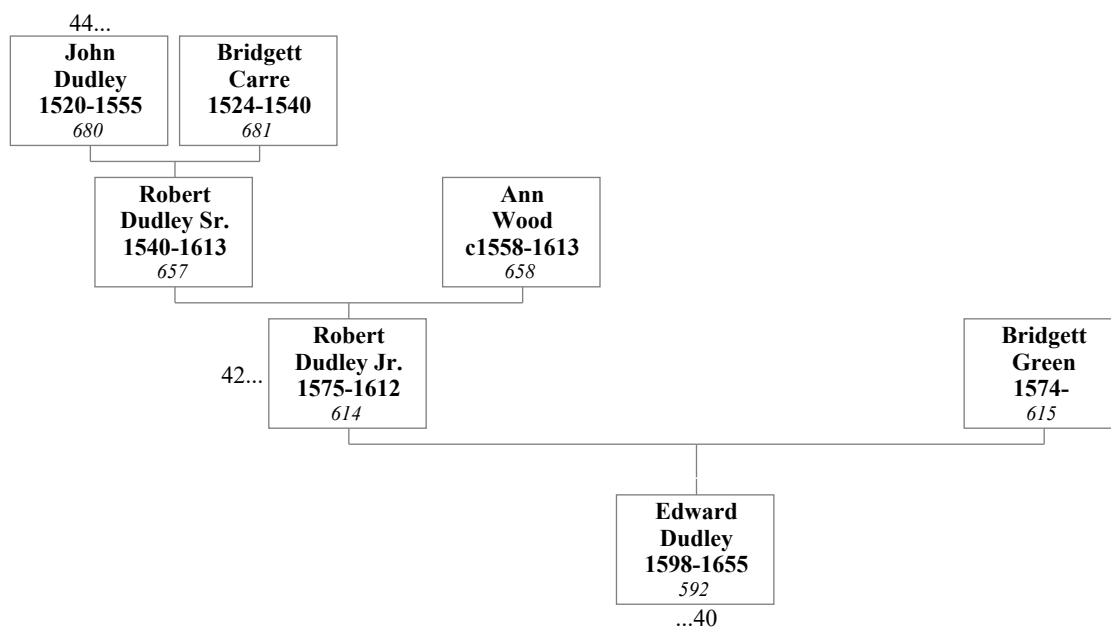 44...
John
Dudley
1520-1555
680
Bridgett
Carre
1524-1540
681
Robert
Dudley Sr.
1540-1613
657
Ann
Wood
c1558-1613
658
42...
Robert
Dudley Jr.
1575-1612
614
Bridgett
Green
1574-
615
Edward
Dudley
1598-1655
592
...40